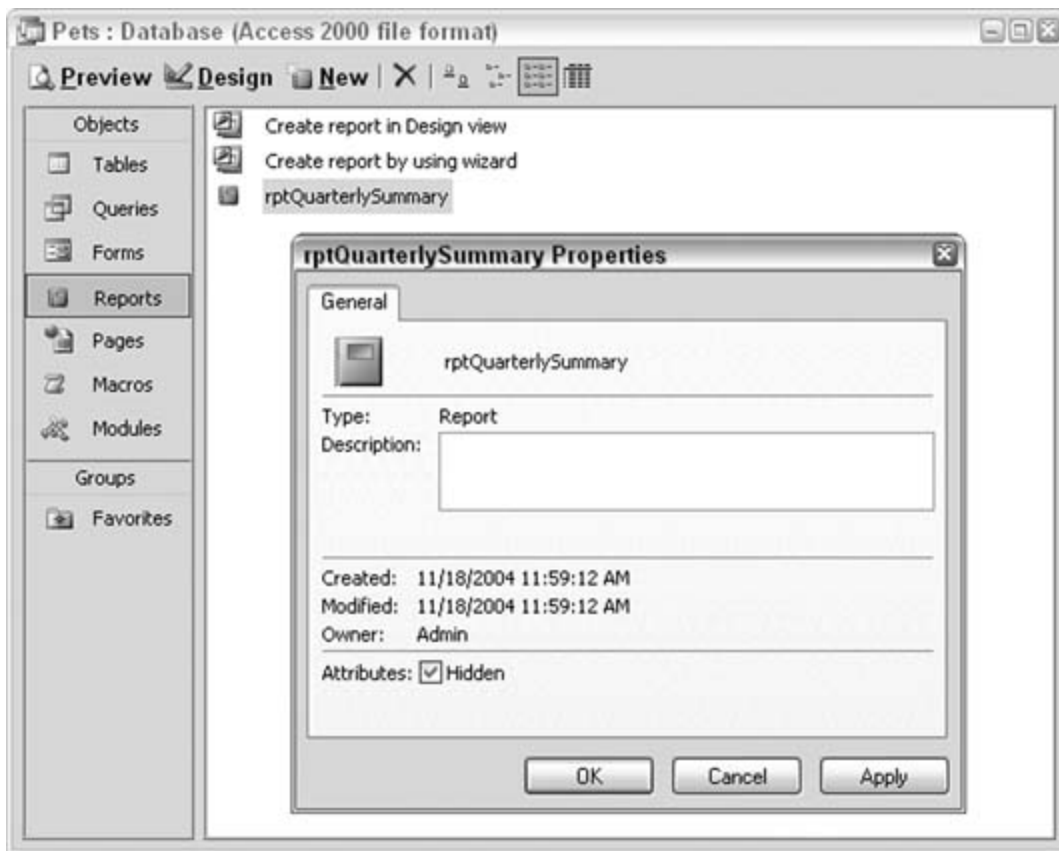 Pets : Database (Access 2000 file format)
Preview Design New
Objects
Tables
Queries
Forms
Reports
Pages
Macros
Modules
Groups
Favorites
Create report in Design view
Create report by using wizard
rptQuarterlySummary
rptQuarterlySummary Properties
General
rptQuarterlySummary
Type: Report
Description:
Created: 11/18/2004 11:59:12 AM
Modified: 11/18/2004 11:59:12 AM
Owner: Admin
Attributes: Hidden
OK Cancel Apply